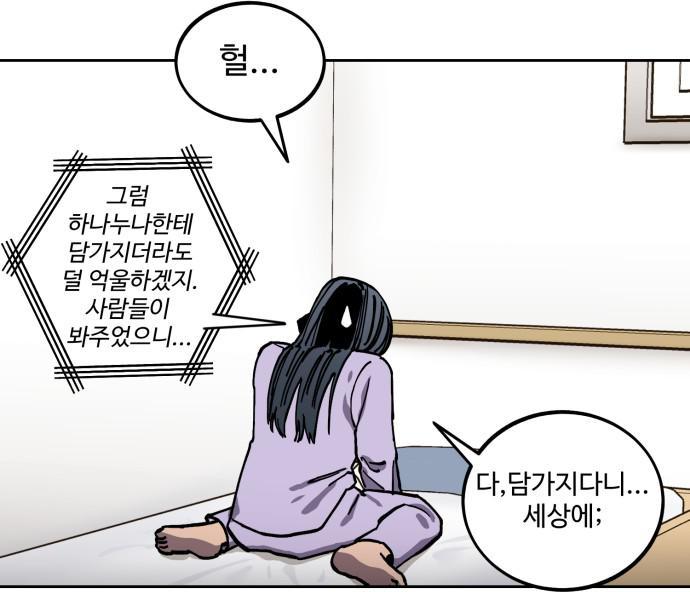 헐...
그럼
하나누나한테
담가지더라도
덜 억울하겠지.
사람들이
봐주었으니...
다,담가지다니...
세상에;